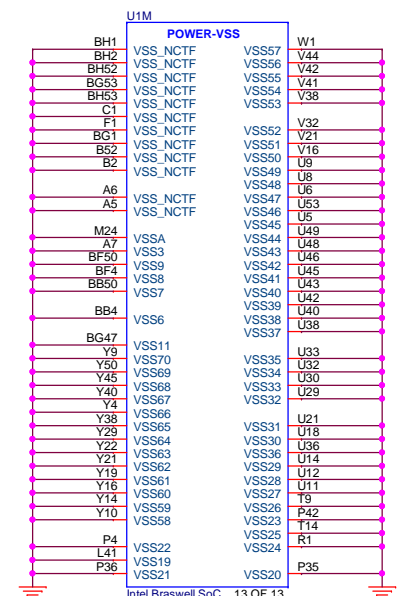 U1M
POWER-VSS
BH1 VSS_NCTF VSS57 W1
BH2 VSS_NCTF VSS56 V44
BH52 VSS_NCTF VSS55 V42
BG53 VSS_NCTF VSS54 V41
BH53 VSS_NCTF VSS53 V38
C1 VSS_NCTF
F1 VSS_NCTF VSS52 V32
BG1 VSS_NCTF VSS51 V21
B52 VSS_NCTF VSS50 V16
B2 VSS_NCTF VSS49 U9
VSS48 U8
A6 VSS_NCTF VSS47 U6
A5 VSS_NCTF VSS46 U53
VSS45 U5
M24 VSSA VSS44 U49
A7 VSS3 VSS43 U48
BF50 VSS9 VSS42 U46
BF4 VSS8 VSS41 U45
BB50 VSS7 VSS40 U43
VSS39 U42
BB4 VSS6 VSS38 U40
VSS37 U38
BG47 VSS11
Y9 VSS70 VSS35 U33
Y50 VSS69 VSS34 U32
Y45 VSS68 VSS33 U30
Y40 VSS67 VSS32 U29
Y4 VSS66
Y38 VSS65 VSS31 U21
Y29 VSS64 VSS30 U18
Y22 VSS63 VSS36 U36
Y21 VSS62 VSS29 U14
Y19 VSS61 VSS28 U12
Y16 VSS60 VSS27 U11
Y14 VSS59 VSS26 T9
Y10 VSS58 VSS23 P42
VSS25 T14
P4 VSS22 VSS24 R1
L41 VSS19
P36 VSS21 VSS20 P35
Intel Braswell SoC 13 OF 13